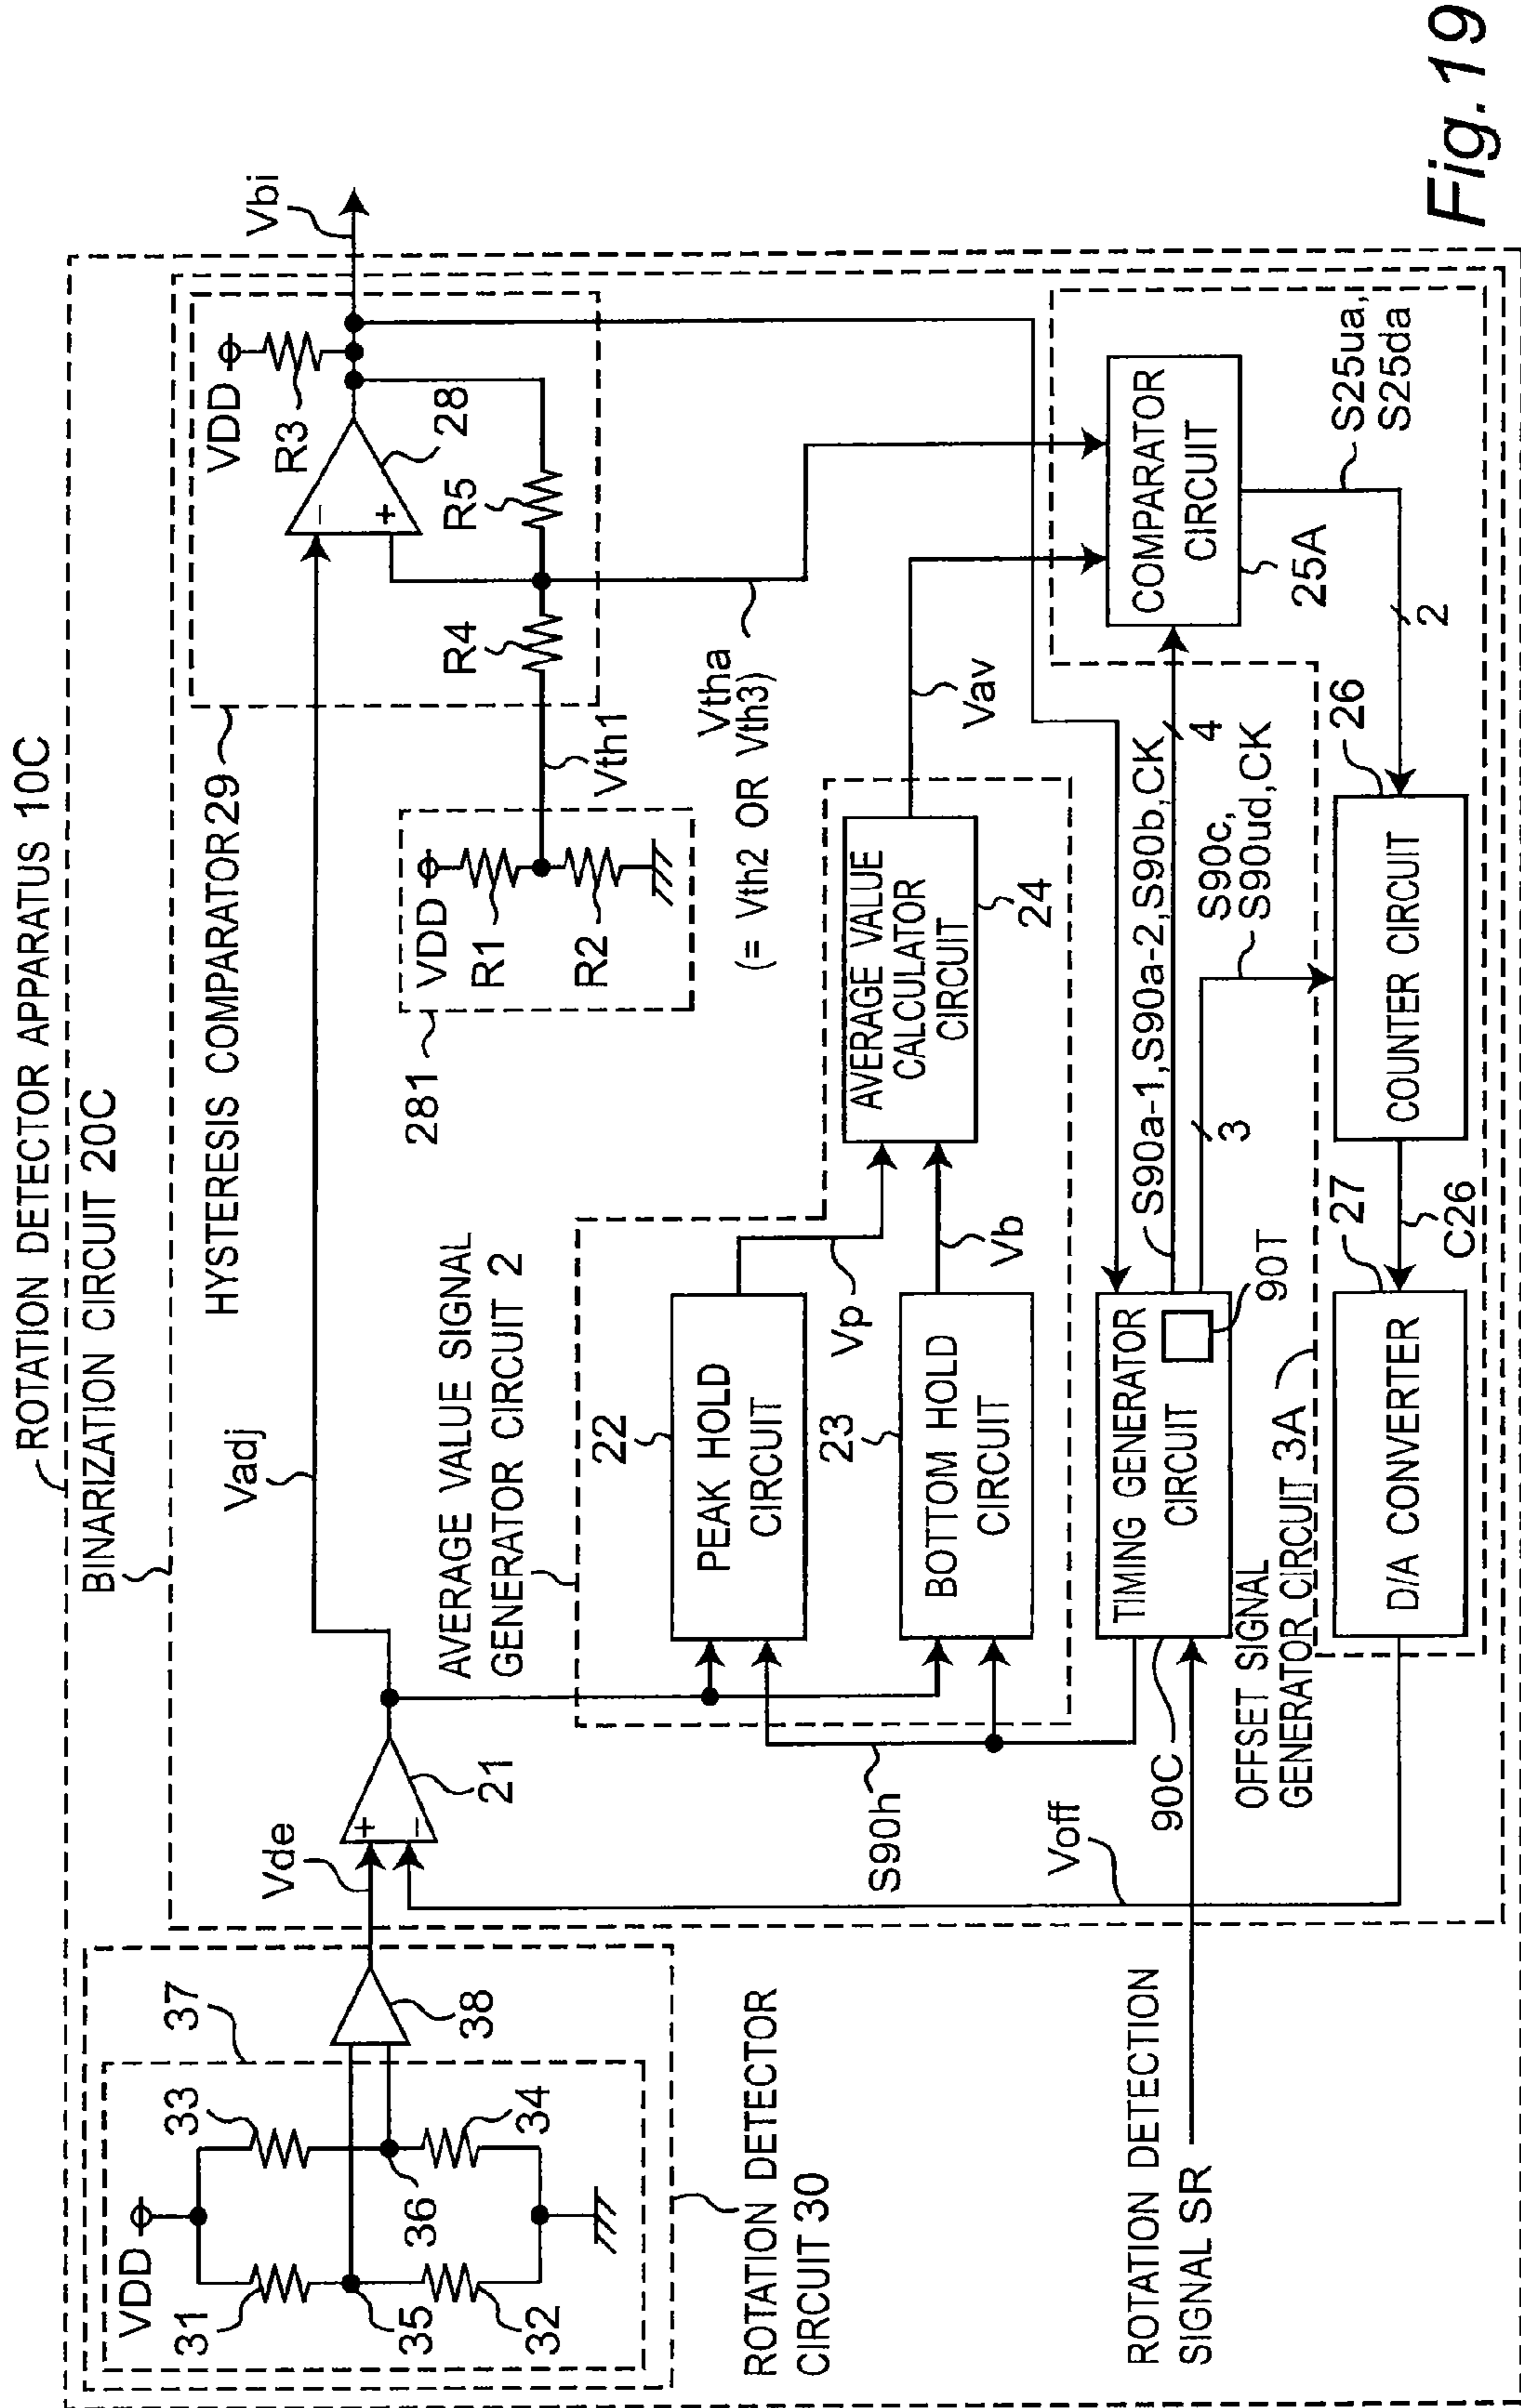 ROTATION DETECTOR APPARATUS 10C
BINARIZATION CIRCUIT 20C
HYSTERESIS COMPARATOR 29
VDD
R3
28
Vbi
R5
R4
Vadj
281
VDD
R1
R2
Vth1
Vtha
(= Vth2 OR Vth3)
37
VDD
31
33
35
36
32
34
38
Vde
21
ROTATION DETECTOR
CIRCUIT 30
AVERAGE VALUE SIGNAL
GENERATOR CIRCUIT 2
22
PEAK HOLD
CIRCUIT
23
BOTTOM HOLD
CIRCUIT
Vp
Vb
AVERAGE VALUE
CALCULATOR
CIRCUIT
24
Vav
COMPARATOR
CIRCUIT
25A
S25ua,
S25da
2
S90h
TIMING GENERATOR
CIRCUIT
90T
90C
S90a-1,S90a-2,S90b,CK
4
S90c,
S90ud,CK
3
ROTATION DETECTION
SIGNAL SR
Voff
OFFSET SIGNAL
GENERATOR CIRCUIT 3A
27
D/A CONVERTER
C26
26
COUNTER CIRCUIT
Fig.19
+
-
-
+